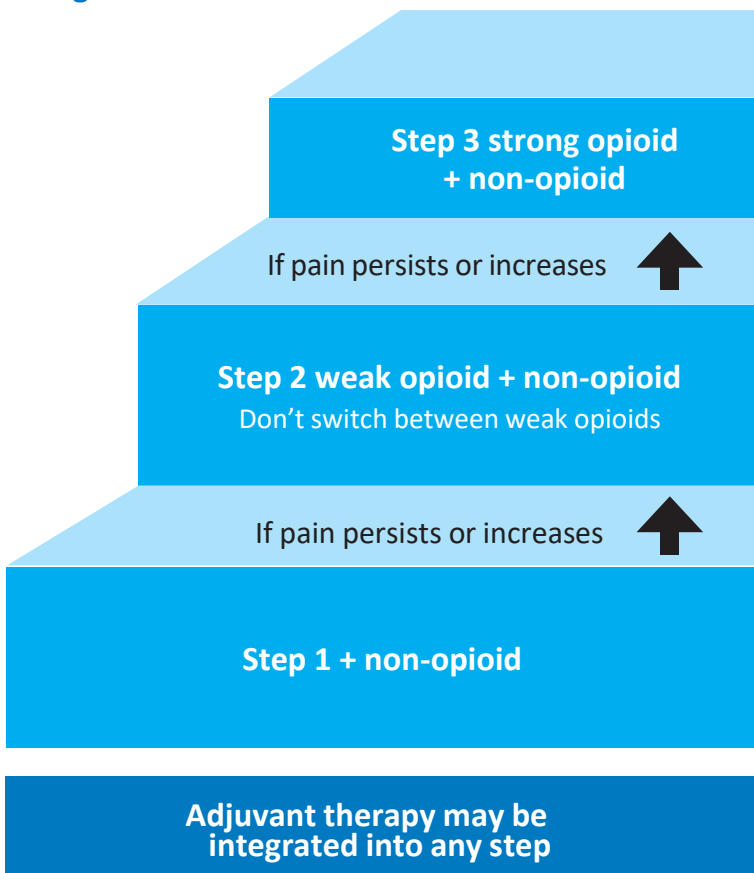 Step 3 strong opioid
+ non-opioid
If pain persists or increases
Step 2 weak opioid + non-opioid
Don’t switch between weak opioids
If pain persists or increases
Step 1 + non-opioid
Adjuvant therapy may be
integrated into any step